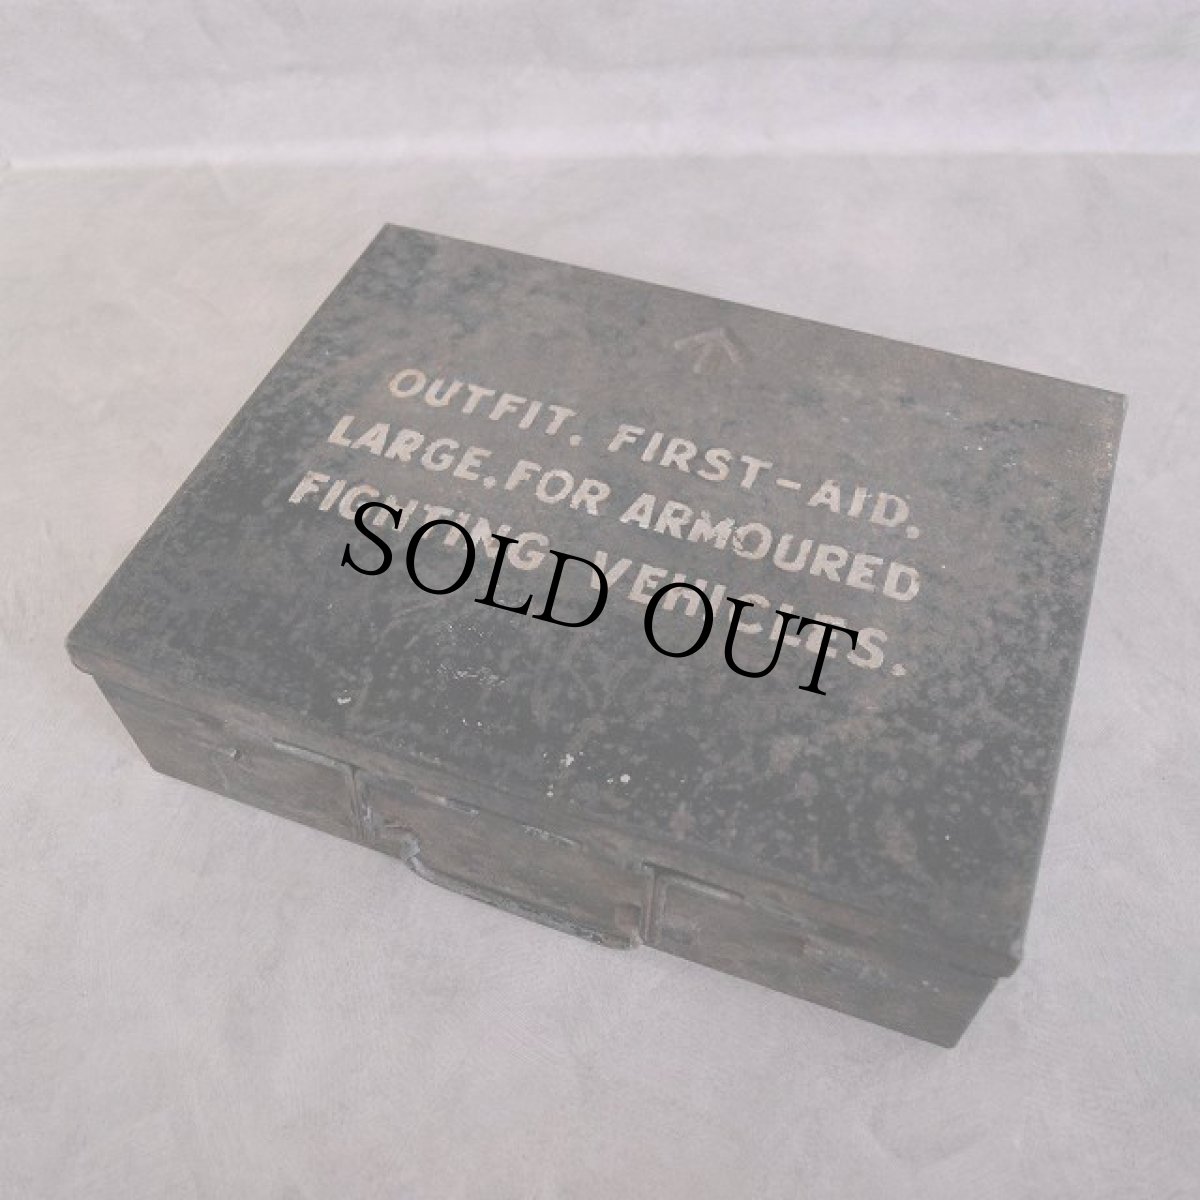 OUTFIT. FIRST-AID.
LARGE, FOR ARMOURED
FIGHTING VEHICLES.
SOLD OUT